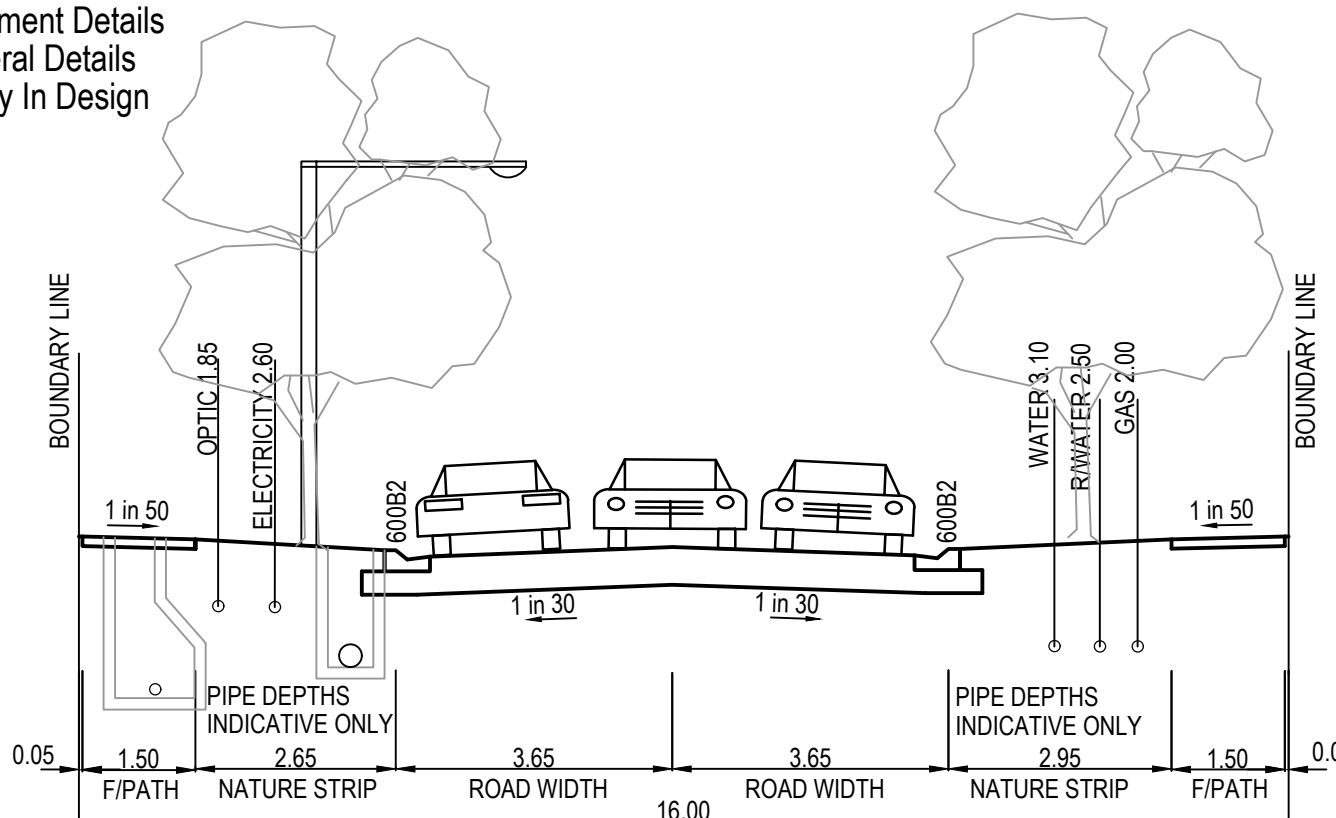 ment Details
ral Details
y In Design
BOUNDARY LINE
OPTIC 1.85
ELECTRICITY 2.60
600B2
600B2
WATER 3.10
R/WATER 2.50
GAS 2.00
BOUNDARY LINE
1 in 50
1 in 50
1 in 30
1 in 30
PIPE DEPTHS
INDICATIVE ONLY
PIPE DEPTHS
INDICATIVE ONLY
0.05
1.50
2.65
3.65
3.65
2.95
1.50
0.0
F/PATH
NATURE STRIP
ROAD WIDTH
ROAD WIDTH
NATURE STRIP
F/PATH
16.00